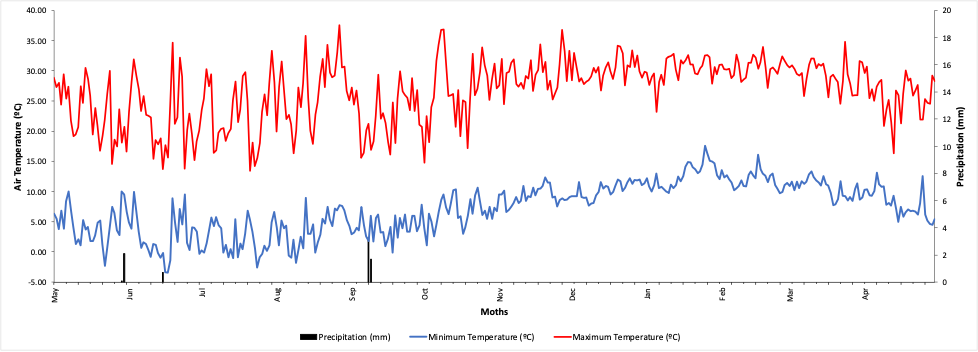 40.00
35.00
30.00
25.00
20.00
15.00
10.00
5.00
0.00
-5.00
Air Temperature (ºC)
20
18
16
14
12
10
8
6
4
2
0
Precipitation (mm)
May
Jun
Jul
Aug
Sep
Oct
Nov
Dec
Jan
Feb
Mar
Apr
Moths
Precipitation (mm) Minimum Temperature (ºC) Maximum Temperature (ºC)